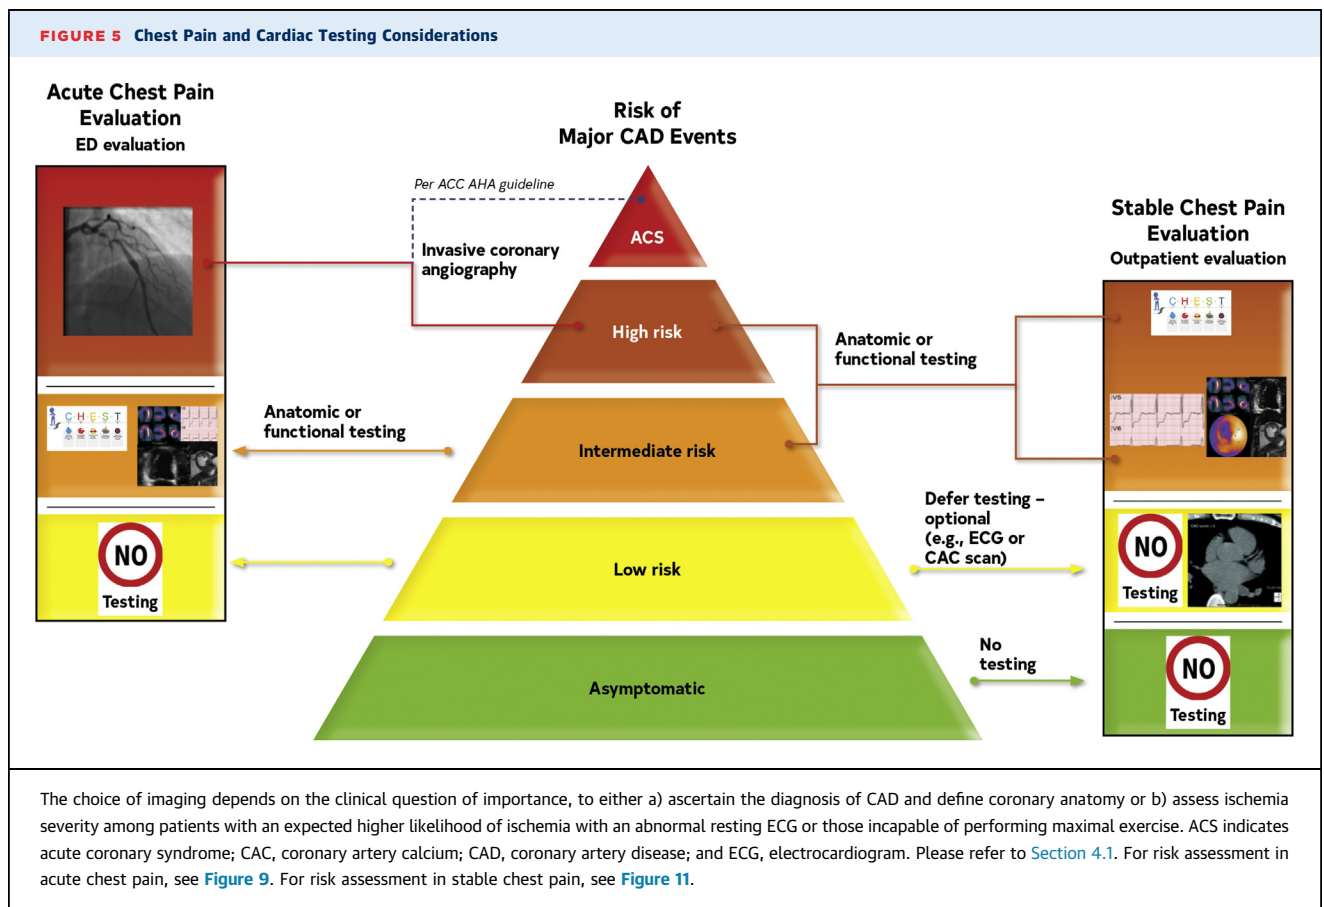 FIGURE 5 Chest Pain and Cardiac Testing Considerations
Acute Chest Pain
Evaluation
ED evaluation
Risk of
Major CAD Events
Per ACC AHA guideline
Invasive coronary
angiography
ACS
Stable Chest Pain
Evaluation
Outpatient evaluation
C·H·E·S·T
High risk
Anatomic or
functional testing
V5
V6
C·H·E·S·T
Anatomic or
functional testing
Intermediate risk
Defer testing –
optional
(e.g., ECG or
CAC scan)
NO
Testing
Low risk
NO
Testing
CAC score = 0
Asymptomatic
No
testing
NO
Testing
The choice of imaging depends on the clinical question of importance, to either a) ascertain the diagnosis of CAD and define coronary anatomy or b) assess ischemia
severity among patients with an expected higher likelihood of ischemia with an abnormal resting ECG or those incapable of performing maximal exercise. ACS indicates
acute coronary syndrome; CAC, coronary artery calcium; CAD, coronary artery disease; and ECG, electrocardiogram. Please refer to Section 4.1. For risk assessment in
acute chest pain, see Figure 9. For risk assessment in stable chest pain, see Figure 11.